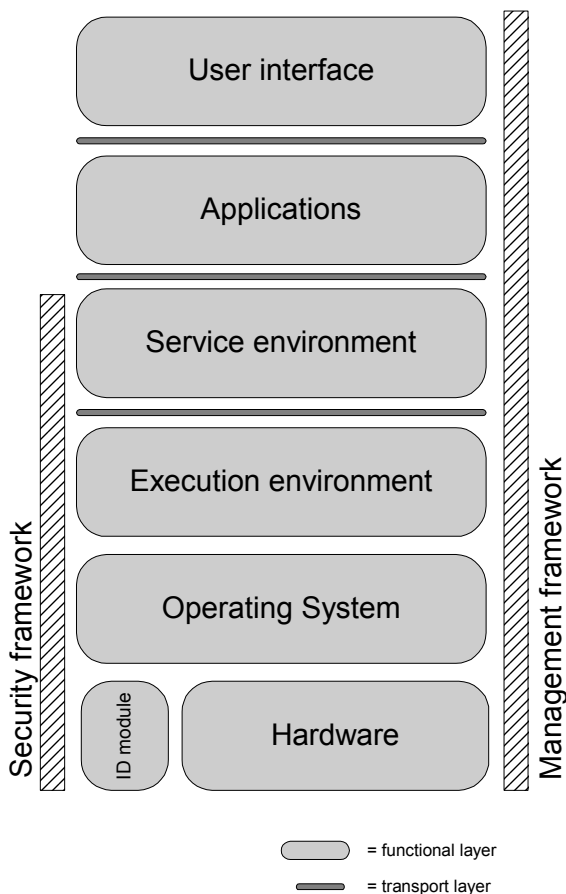 User interface
Applications
Service environment
Execution environment
Operating System
ID module
Hardware
Security framework
Management framework
= functional layer
= transport layer